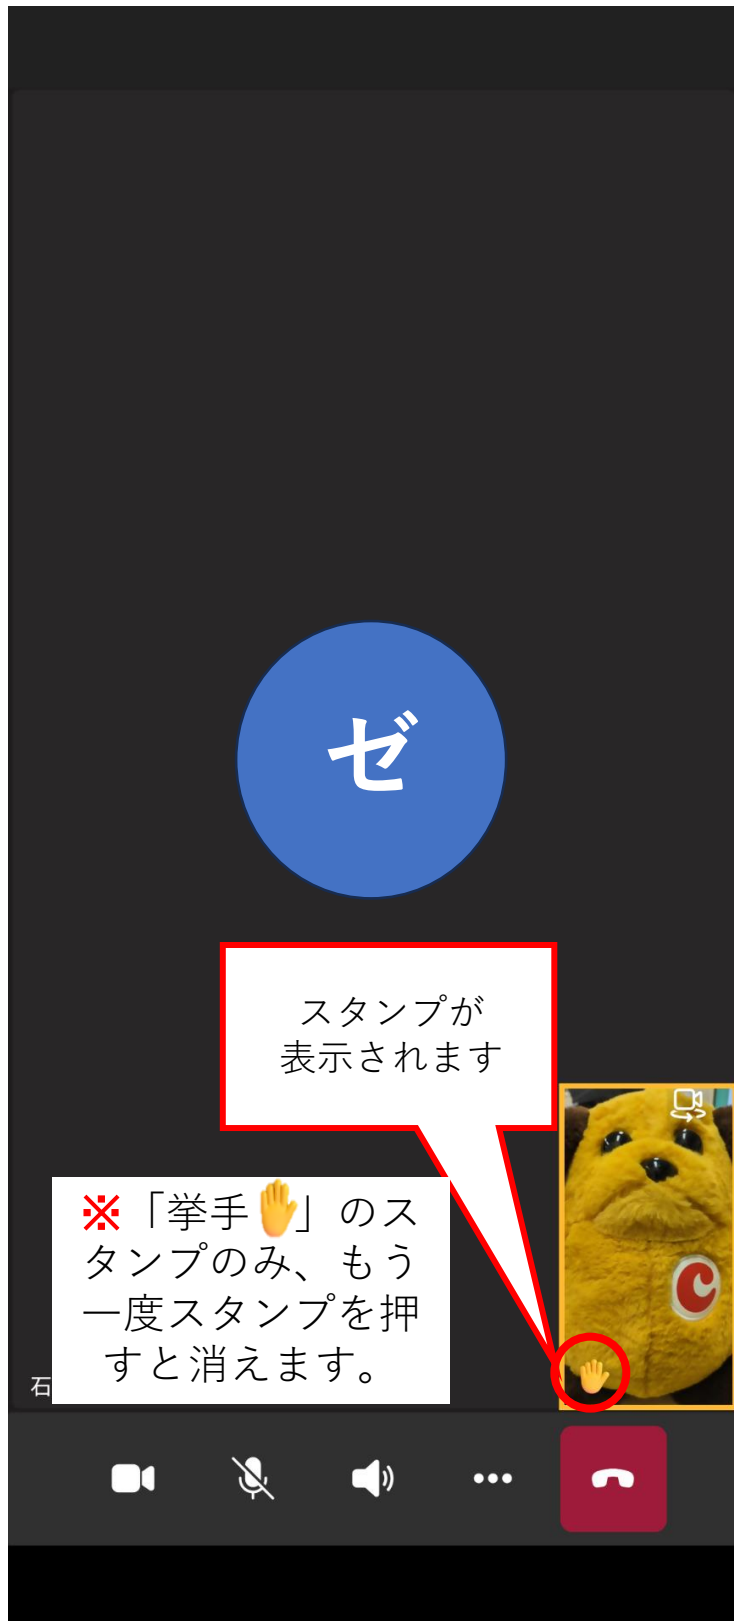 ゼ
スタンプが
表示されます
※「挙手✋」のス
タンプのみ、もう
一度スタンプを押
すと消えます。
石
C